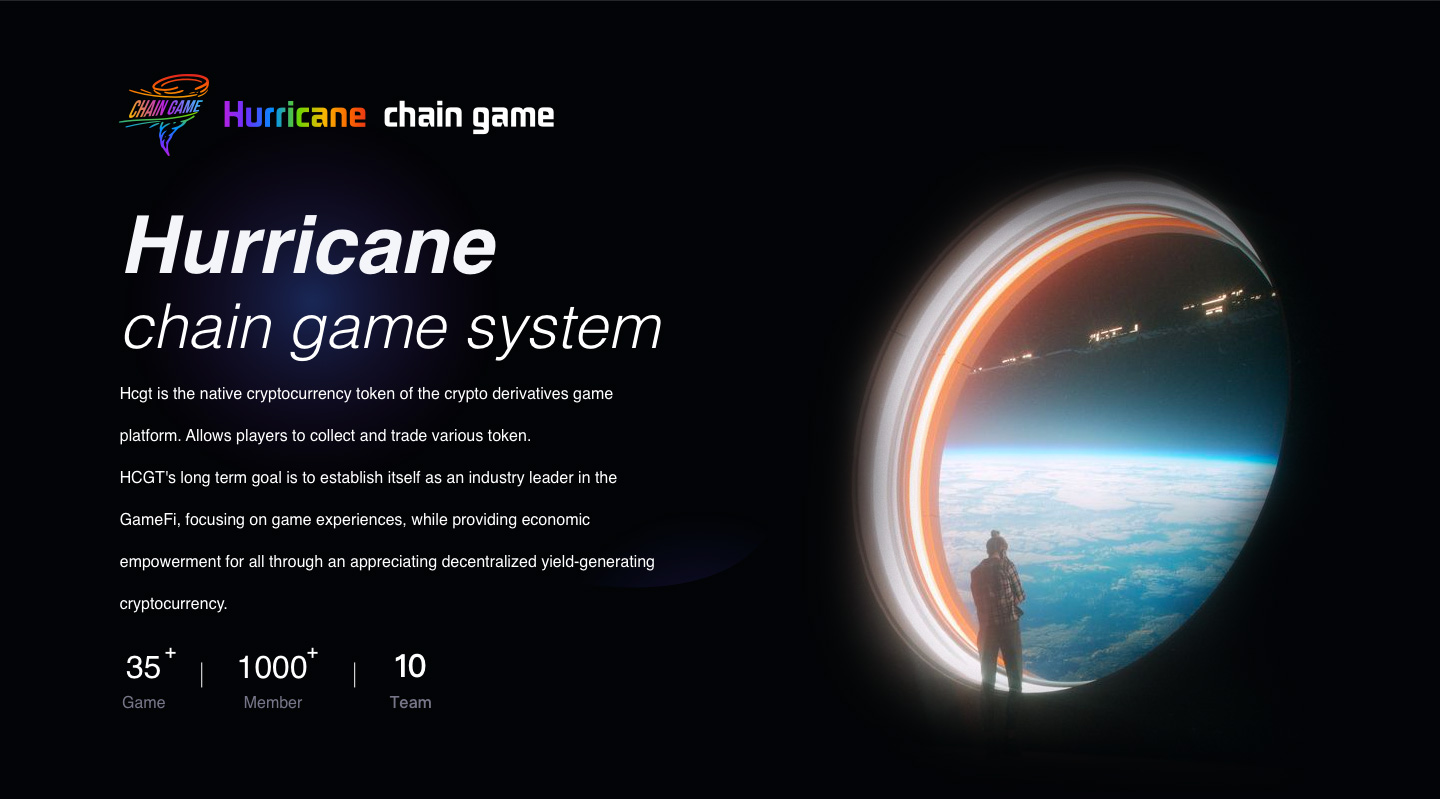 CHAIN GAME
Hurricane chain game
Hurricane
chain game system
Hcgt is the native cryptocurrency token of the crypto derivatives game
platform. Allows players to collect and trade various token.
HCGT's long term goal is to establish itself as an industry leader in the
GameFi, focusing on game experiences, while providing economic
empowerment for all through an appreciating decentralized yield-generating
cryptocurrency.
35+ | 1000+ | 10
Game Member Team